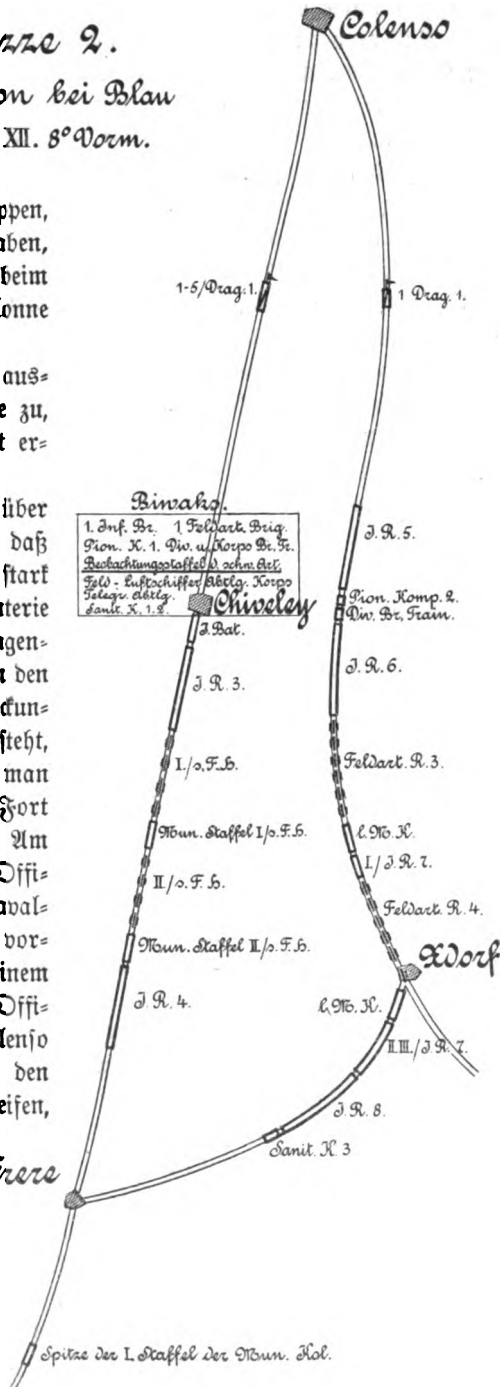 zze 2.
on bei Blau
XII. 8° Vorm.
ppen,
aben,
beim
onne
aus=
e zu,
t er=
über
daß
stark
nterie
ngen=
n den
ckun=
steht,
man
Fort
Am
Offi=
aval=
vor=
inem
Offi=
lenso
den
eifen,
Colenso
1-5/Drag. 1.
1 Drag. 1.
Biwaks.
1. Inf. Br. 1 Feldart. Brig.
Pion. K. 1. Div. u. Korps Br. Tr.
Beobachtungsstaffel d. schw. Art.
Feld-Luftschiffer Abtlg. Korps
Telegr. Abtlg.
Sanit. K. 1. 2.
Chiveley
J. Bat.
J. R. 3.
I./s. F. H.
Mun. Staffel I/s. F. H.
II/s. F. H.
Mun. Staffel II/s. F. H.
J. R. 4.
J. R. 5.
Pion. Komp. 2.
Div. Br. Train.
J. R. 6.
Feldart. R. 3.
l. M. K.
I/J. R. 7.
Feldart. R. 4.
Xdorf
l. M. K.
II. III./J. R. 7.
J. R. 8.
Sanit. K. 3
Frere
Spitze der I. Staffel der Mun. Kol.